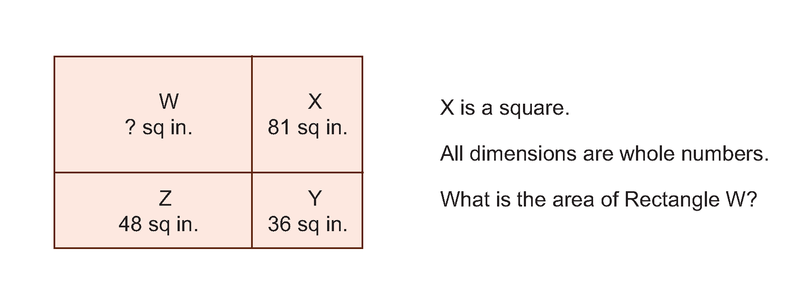 W
? sq in.
X
81 sq in.
Z
48 sq in.
Y
36 sq in.
X is a square.
All dimensions are whole numbers.
What is the area of Rectangle W?